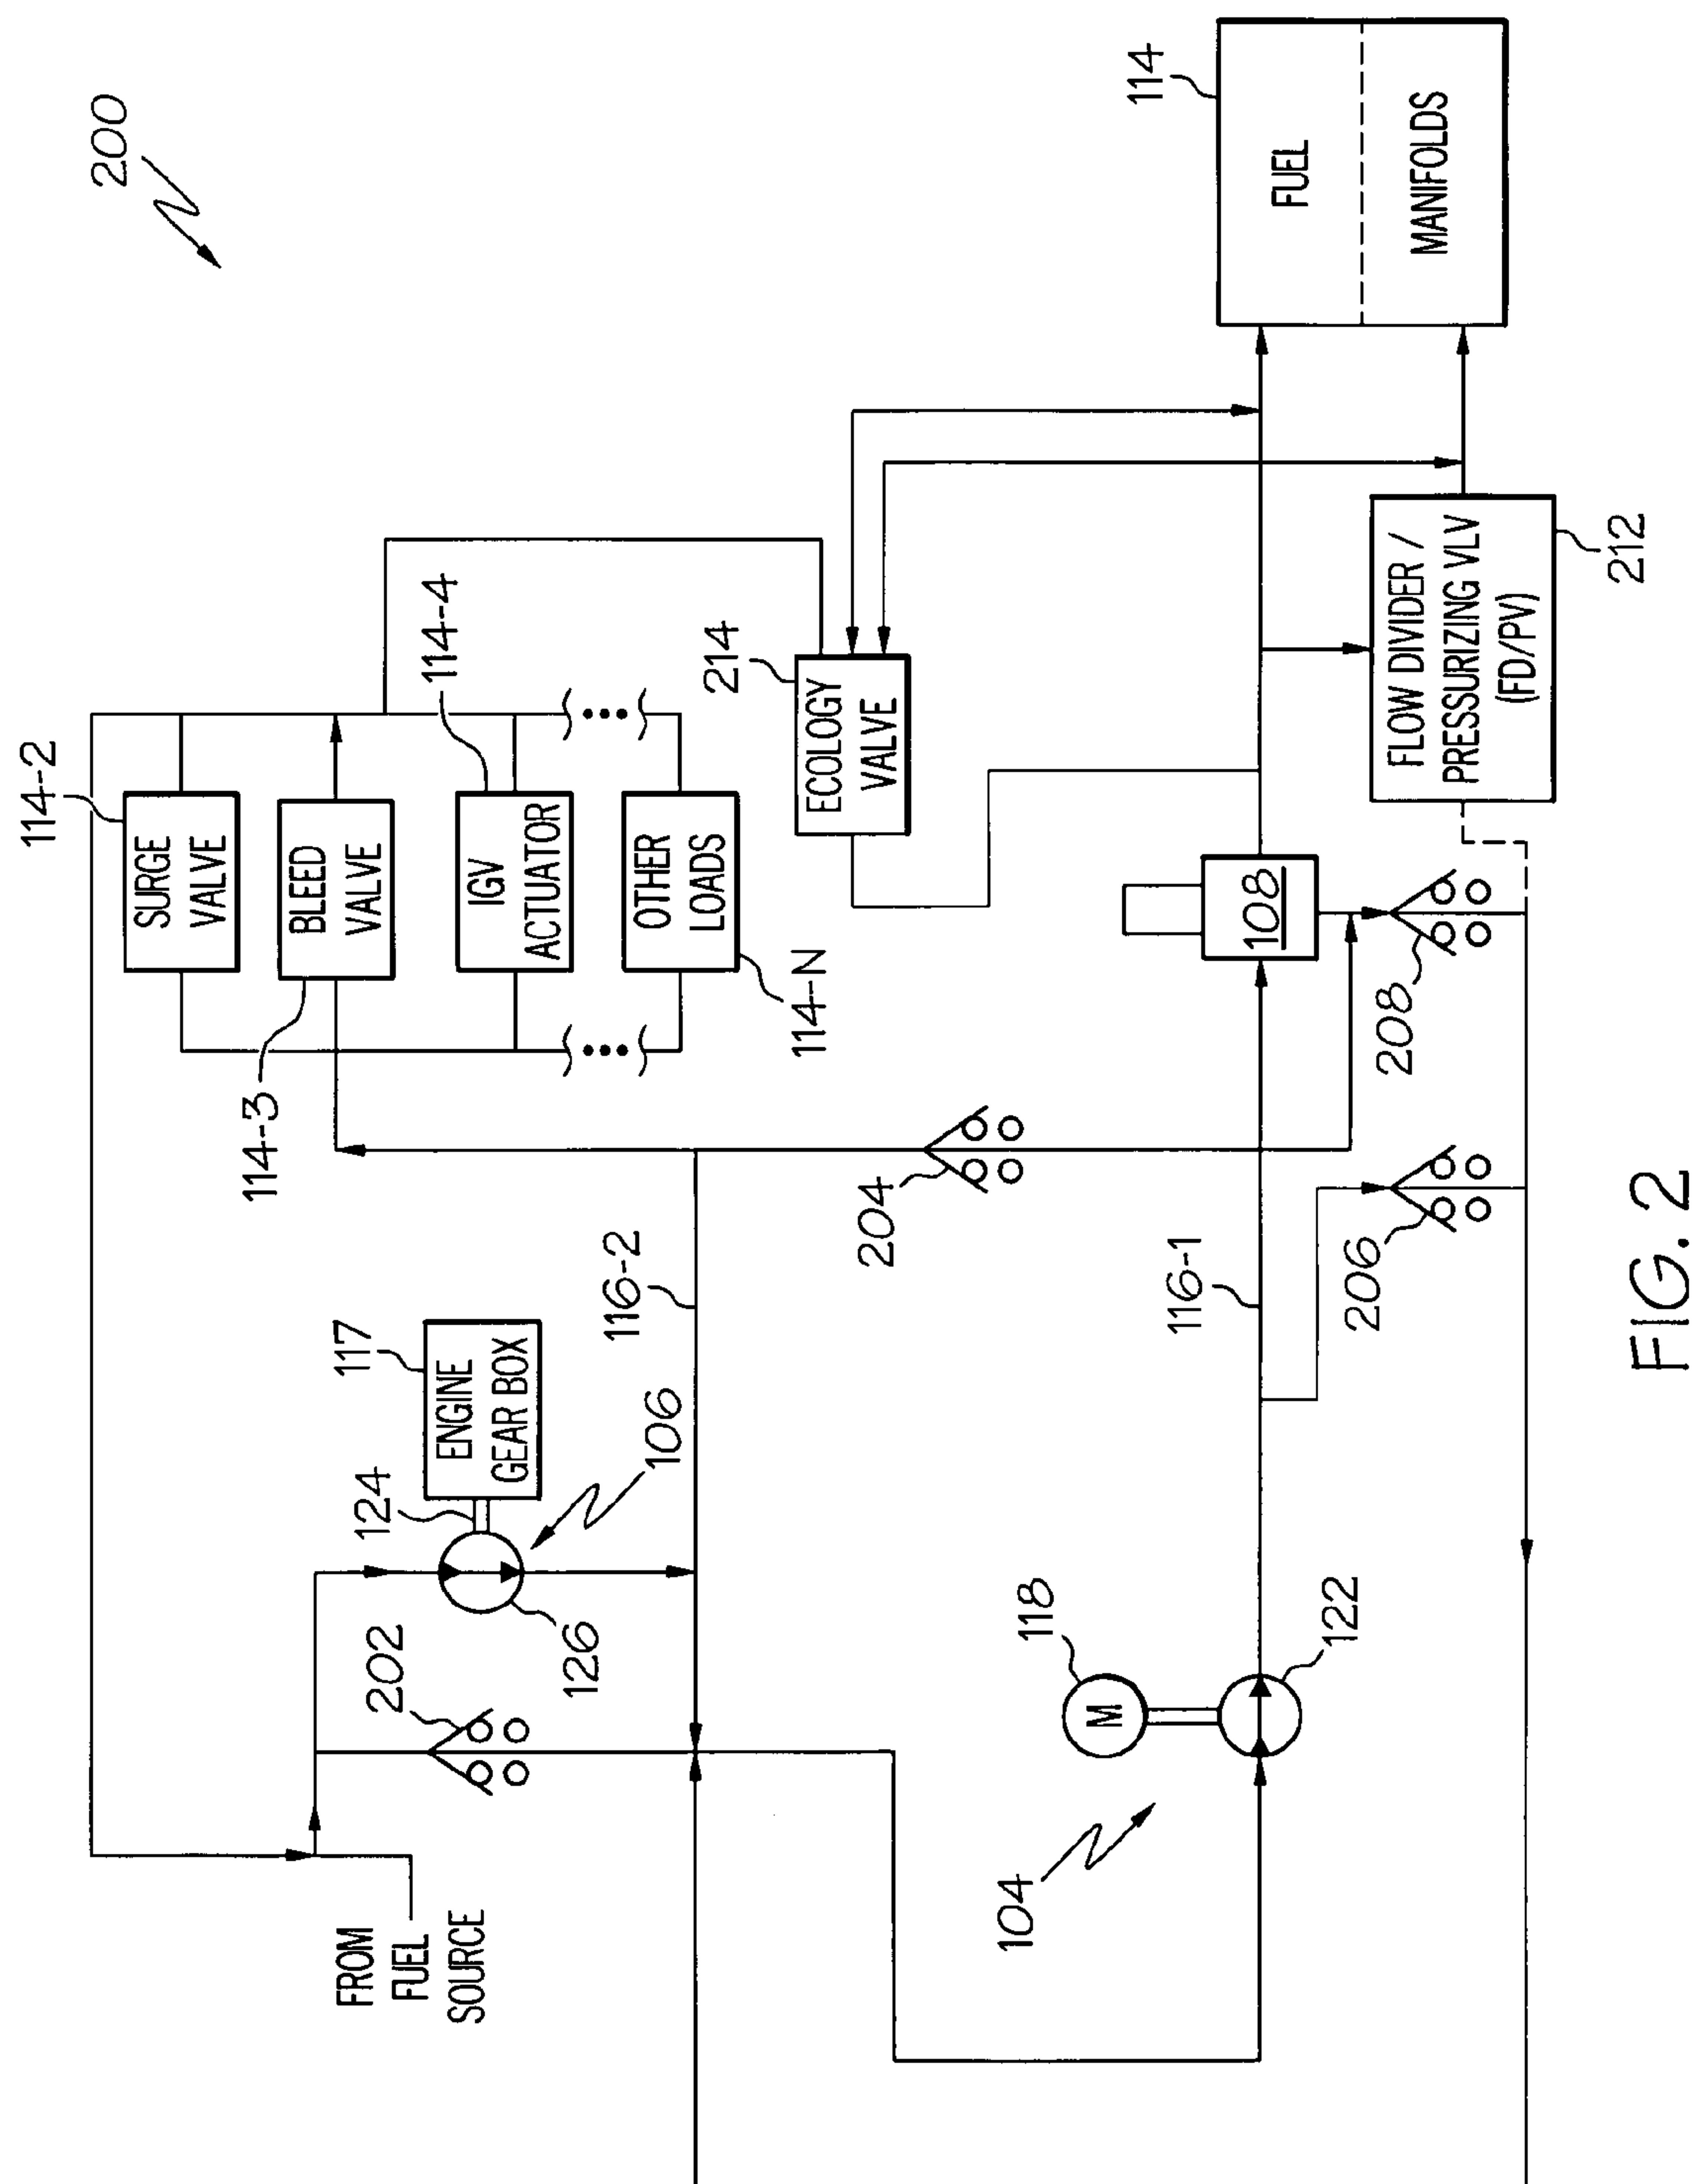 200
114-2
SURGE
VALVE
BLEED
VALVE
114-3
IGV
ACTUATOR
114-4
OTHER
LOADS
114-N
214
ECOLOGY
VALVE
114
FUEL
MANIFOLDS
FLOW DIVIDER /
PRESSURIZING VLV
(FD/PV)
212
108
208
206
204
116-2
116-1
117
ENGINE
GEAR BOX
124
106
126
202
118
M
122
104
FROM
FUEL
SOURCE
FIG. 2